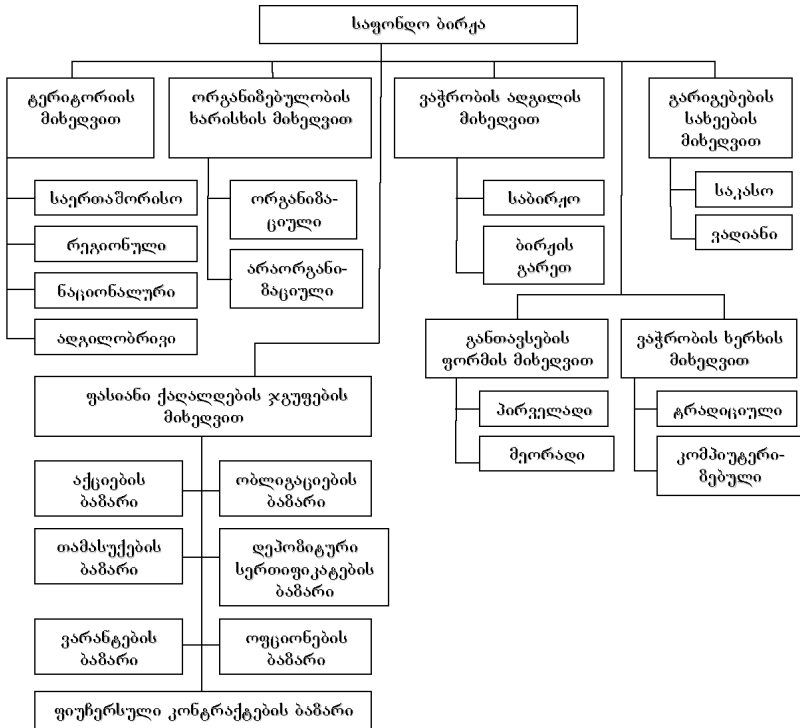 საფონდო ბირჟა
ტერიტორიის
მიხედვით
ორგანიზებულობის
ხარისხის მიხედვით
ვაჭრობის ადგილის
მიხედვით
გარიგებების
სახეების
მიხედვით
საერთაშორისო
რეგიონული
ნაციონალური
ადგილობრივი
ორგანიზა-
ციული
არაორგანი-
ზაციული
საბირჟო
ბირჟის
გარეთ
საკასო
ვადიანი
განთავსების
ფორმის მიხედვით
პირველადი
მეორადი
ვაჭრობის ხერხის
მიხედვით
ტრადიციული
კომპიუტერი-
ზებული
ფასიანი ქაღალდების ჯგუფების
მიხედვით
აქციების
ბაზარი
ობლიგაციების
ბაზარი
თამასუქების
ბაზარი
დეპოზიტური
სერთიფიკატების
ბაზარი
ვარანტების
ბაზარი
ოფციონების
ბაზარი
ფიუჩერსული კონტრაქტების ბაზარი